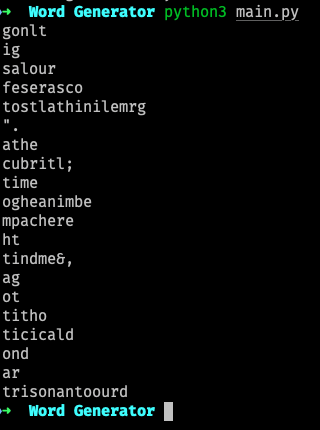 ➜ Word Generator python3 main.py
gonlt
ig
salour
feserasco
tostlathinilemrg
".
athe
cubritl;
time
ogheanimbe
mpachere
ht
tindme&,
ag
ot
titho
ticicald
ond
ar
trisonantoourd
➜ Word Generator